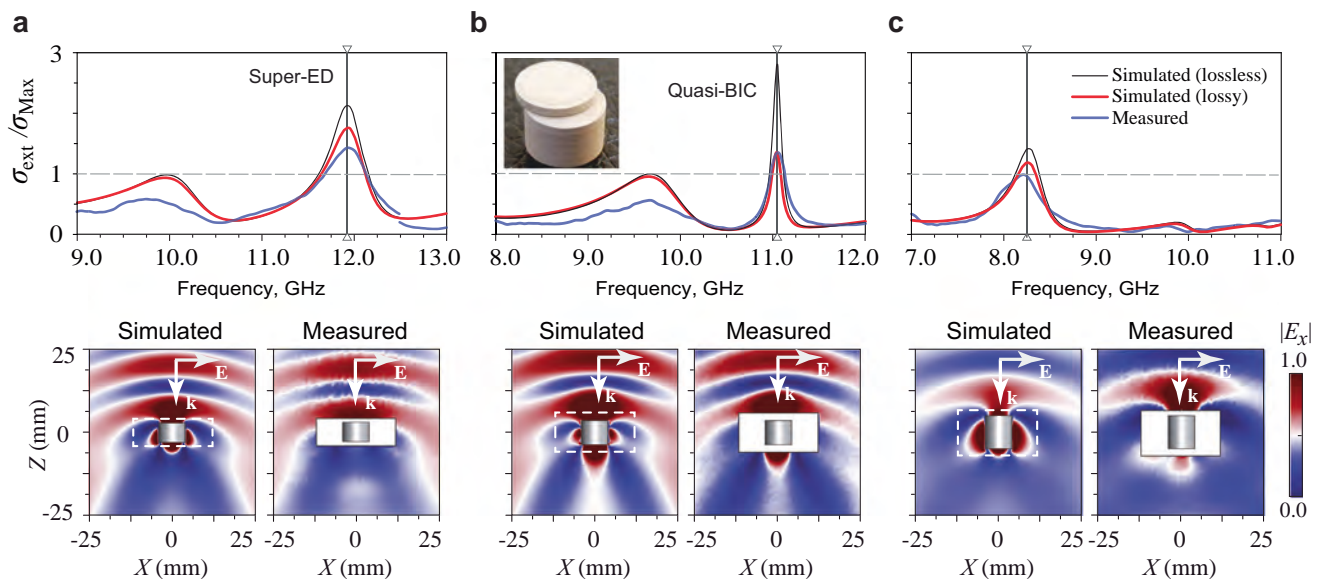 a
b
c
3
2
1
0
σext /σMax
Super-ED
Quasi-BIC
Simulated (lossless)
Simulated (lossy)
Measured
9.0 10.0 11.0 12.0 13.0
8.0 9.0 10.0 11.0 12.0
7.0 8.0 9.0 10.0 11.0
Frequency, GHz
Frequency, GHz
Frequency, GHz
Simulated Measured
Simulated Measured
Simulated Measured
|Ex|
1.0
0.0
25
0
-25
Z (mm)
E
k
E
k
E
k
E
k
E
k
E
k
-25 0 25 -25 0 25
-25 0 25 -25 0 25
-25 0 25 -25 0 25
X (mm) X (mm)
X (mm) X (mm)
X (mm) X (mm)